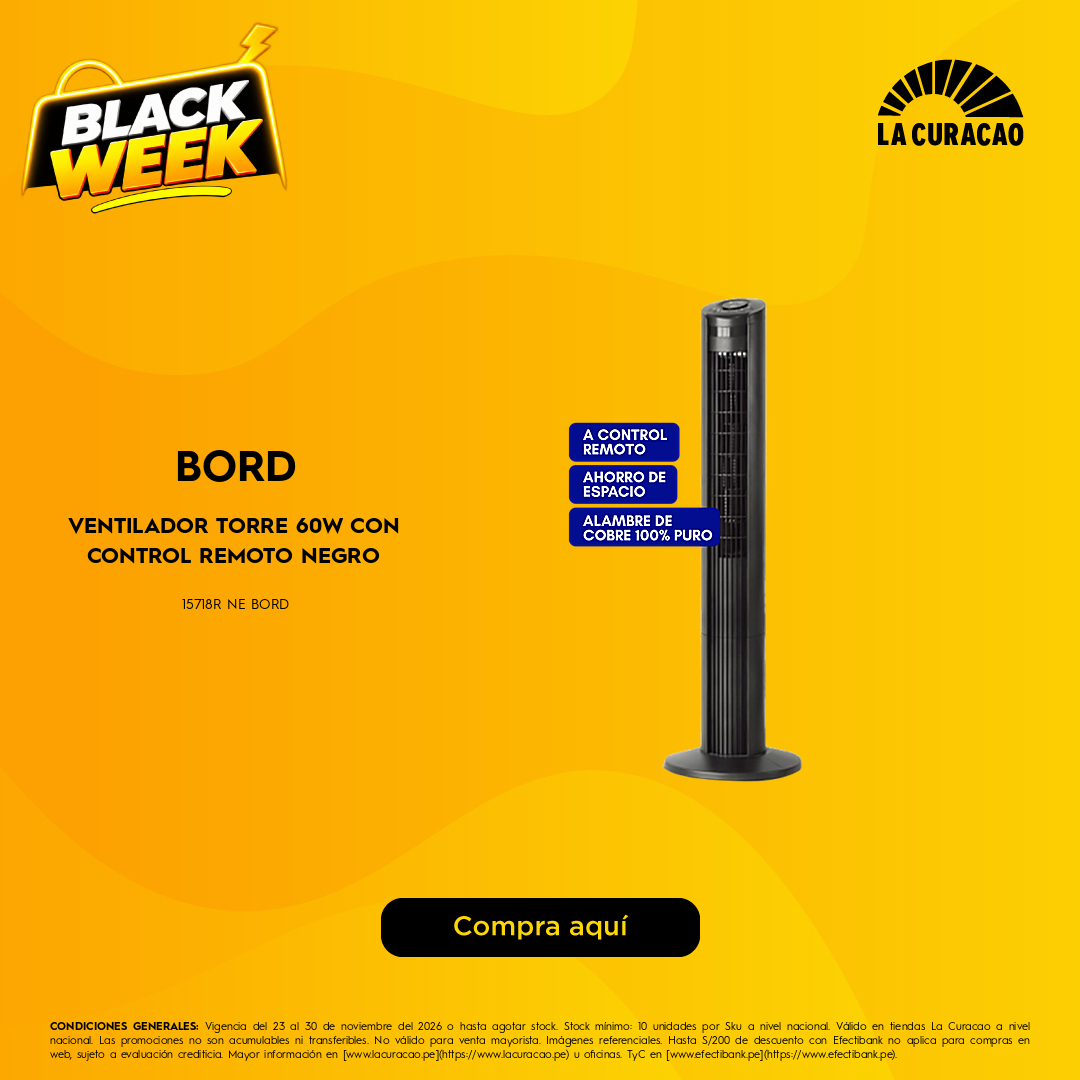 BLACK
WEEK
LA CURACAO
BORD
VENTILADOR TORRE 60W CON
CONTROL REMOTO NEGRO
15718R NE BORD
A CONTROL
REMOTO
AHORRO DE
ESPACIO
ALAMBRE DE
COBRE 100% PURO
Compra aquí
CONDICIONES GENERALES: Vigencia del 23 al 30 de noviembre del 2026 o hasta agotar stock. Stock mínimo: 10 unidades por Sku a nivel nacional. Válido en tiendas La Curacao a nivel
nacional. Las promociones no son acumulables ni transferibles. No válido para venta mayorista. Imágenes referenciales. Hasta S/200 de descuento con Efectibank no aplica para compras en
web, sujeto a evaluación crediticia. Mayor información en [www.lacuracao.pe](https://www.lacuracao.pe) u oficinas. TyC en [www.efectibank.pe](https://www.efectibank.pe).